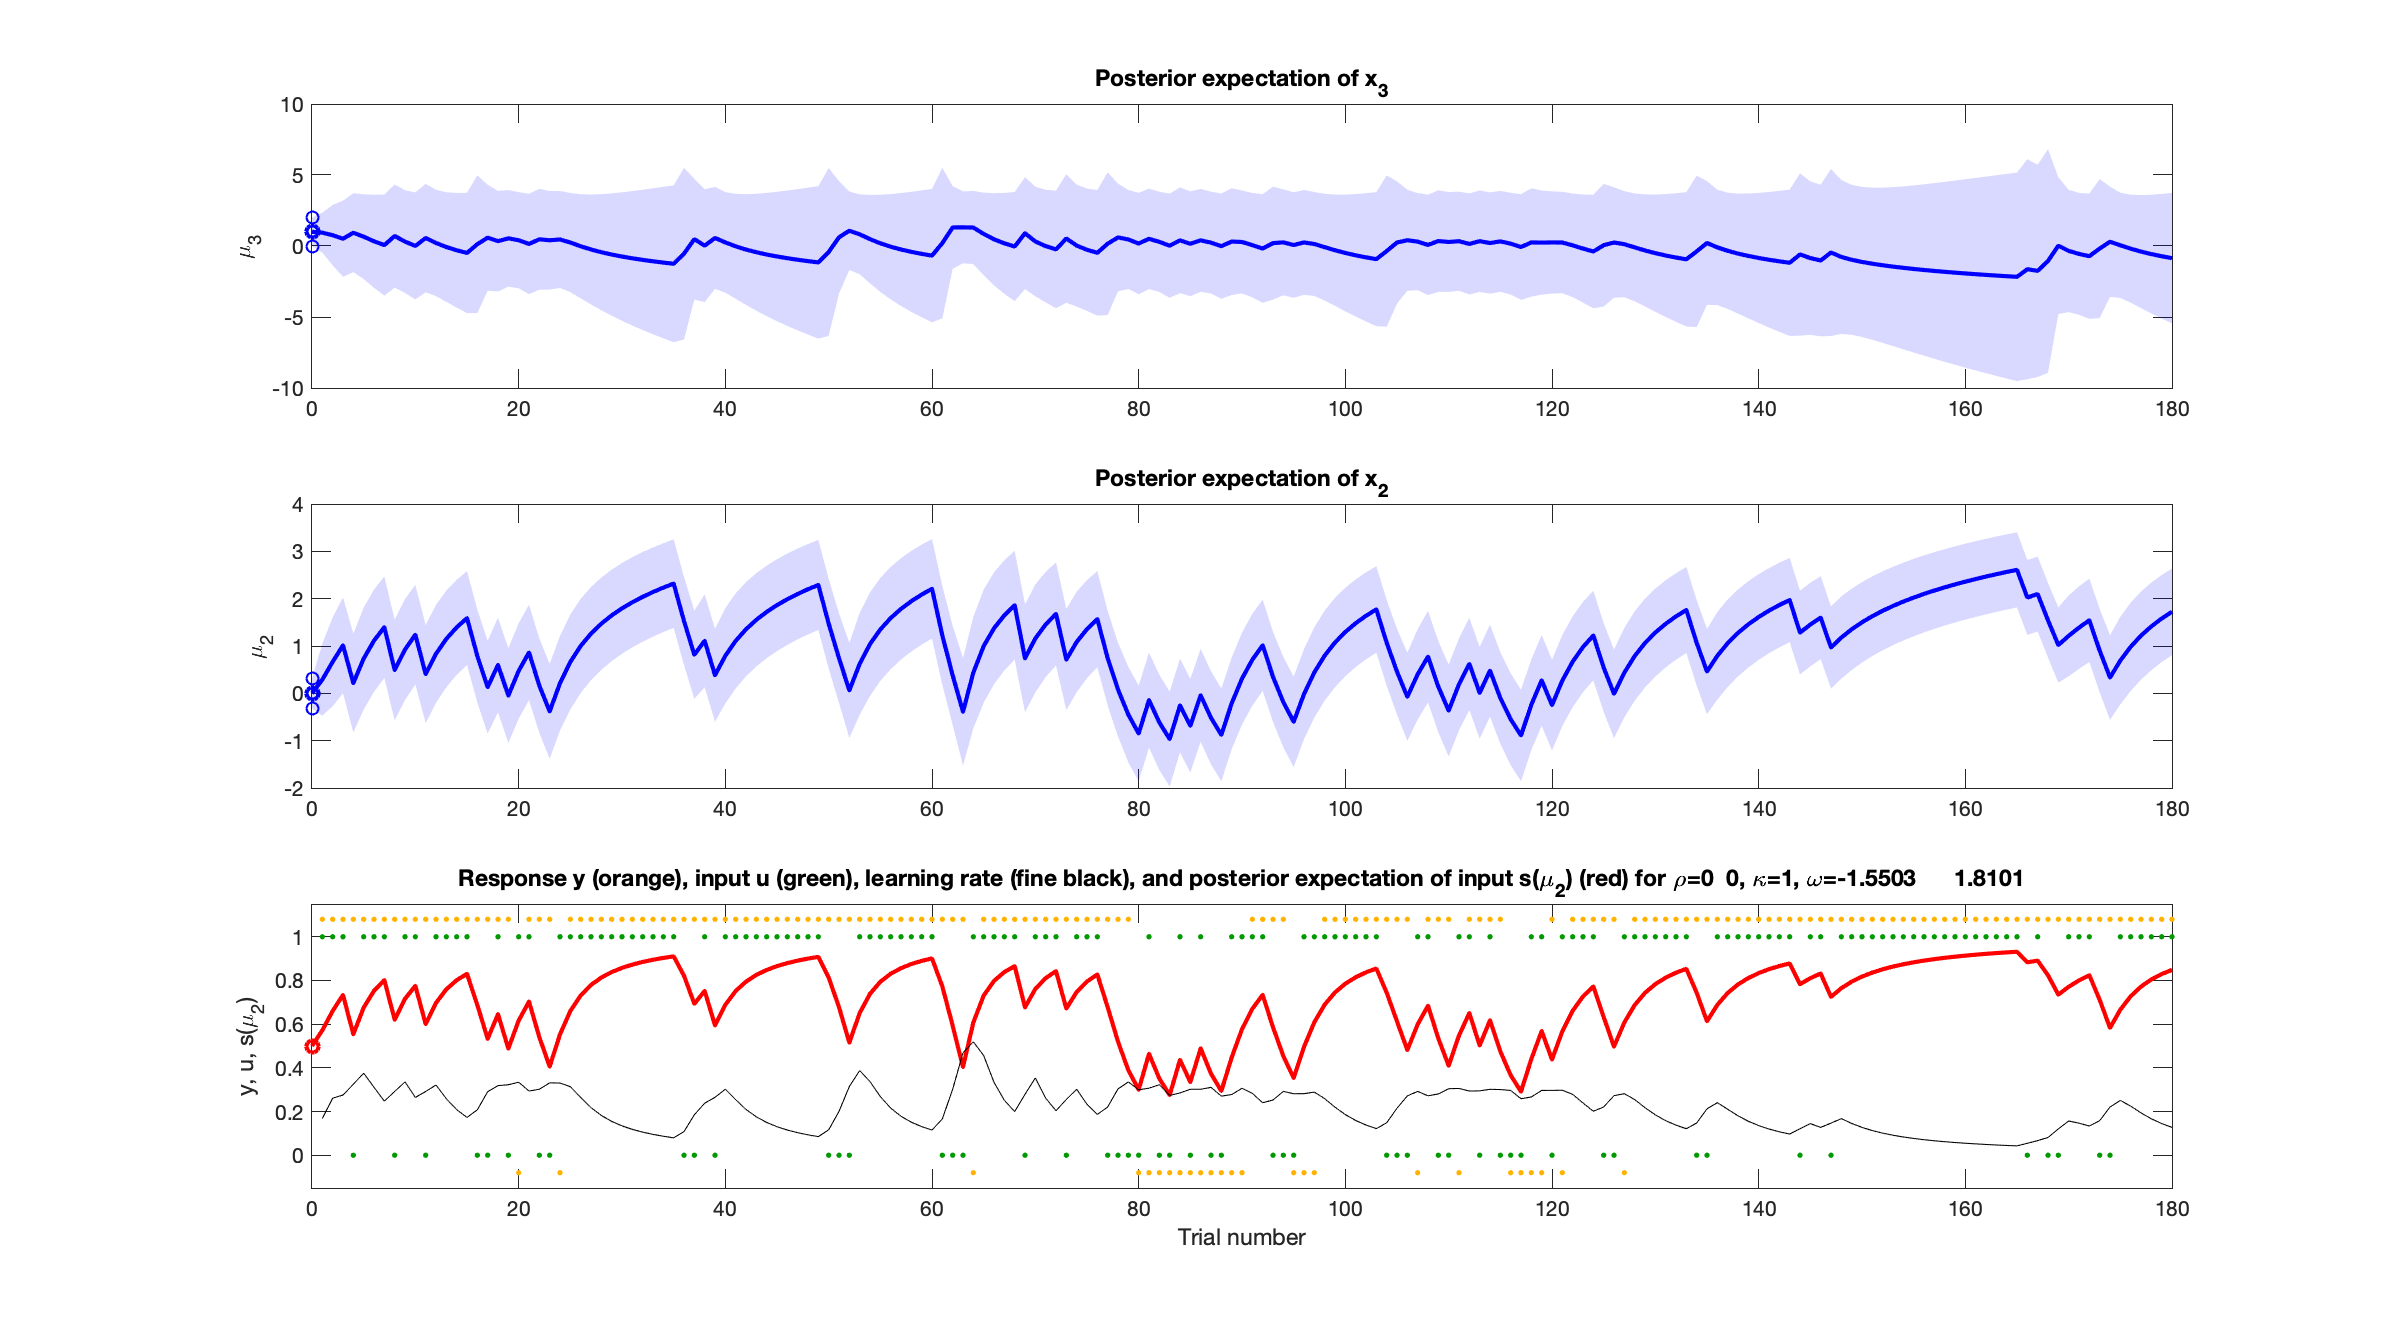 Posterior expectation of x3
10
5
0
-5
-10
μ3
0 20 40 60 80 100 120 140 160 180
Posterior expectation of x2
4
3
2
1
0
-1
-2
μ2
0 20 40 60 80 100 120 140 160 180
Response y (orange), input u (green), learning rate (fine black), and posterior expectation of input s(μ2) (red) for ρ=0 0, κ=1, ω=-1.5503 1.8101
1
0.8
0.6
0.4
0.2
0
y, u, s(μ2)
0 20 40 60 80 100 120 140 160 180
Trial number